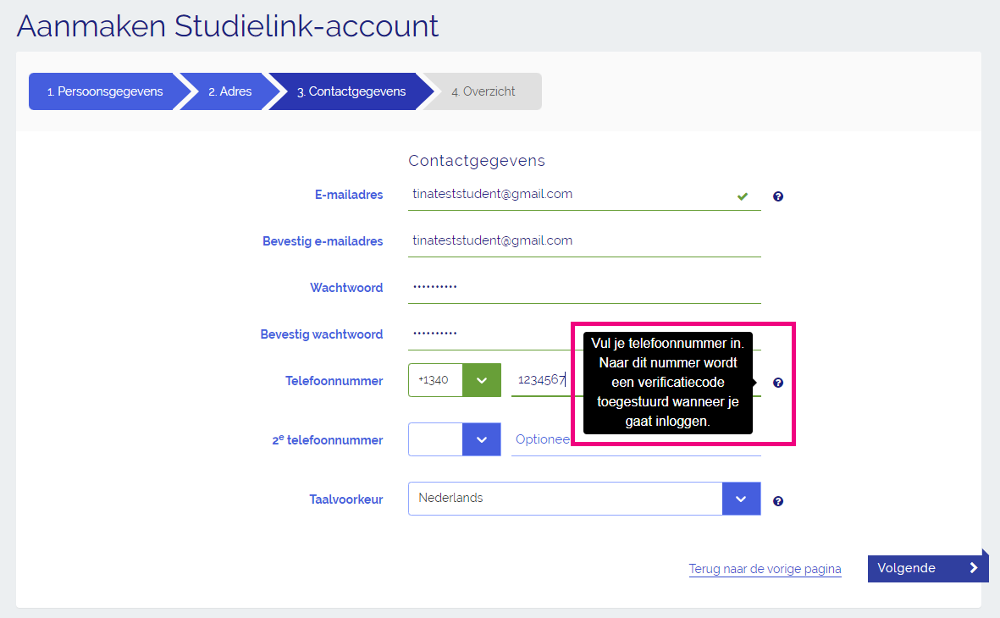 Aanmaken Studielink-account
1. Persoonsgegevens
2. Adres
3. Contactgegevens
4. Overzicht
Contactgegevens
E-mailadres
tinateststudent@gmail.com
Bevestig e-mailadres
tinateststudent@gmail.com
Wachtwoord
••••••••••
Bevestig wachtwoord
••••••••••
Telefoonnummer
+1340
1234567
Vul je telefoonnummer in.
Naar dit nummer wordt
een verificatiecode
toegestuurd wanneer je
gaat inloggen.
2e telefoonnummer
Taalvoorkeur
Nederlands
Terug naar de vorige pagina
Volgende